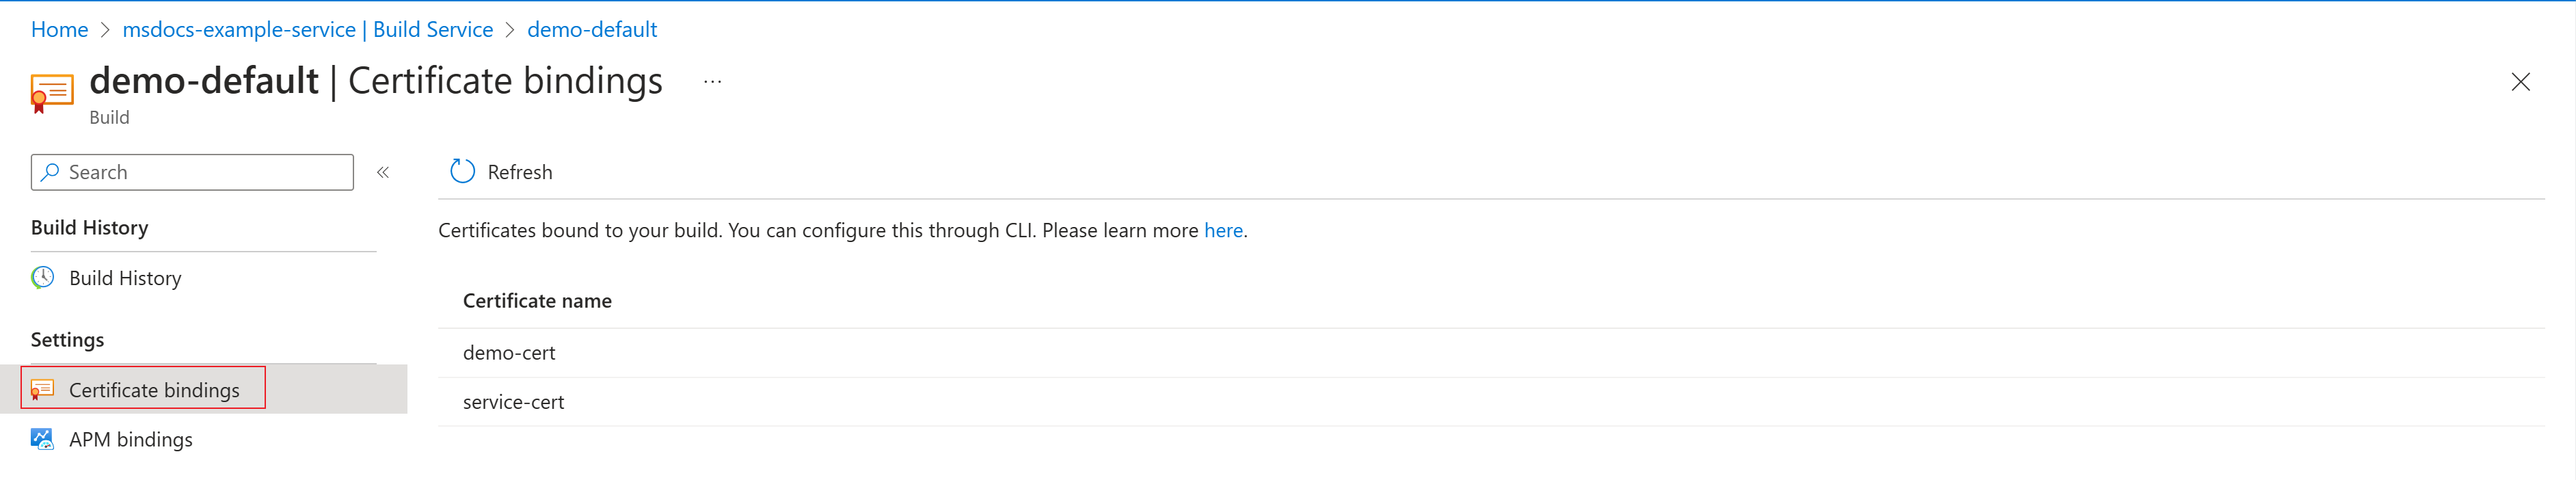 Home > msdocs-example-service | Build Service > demo-default
demo-default | Certificate bindings ...
Build
Search «
Refresh
Build History
Certificates bound to your build. You can configure this through CLI. Please learn more here.
Build History
Certificate name
Settings
demo-cert
Certificate bindings
service-cert
APM bindings